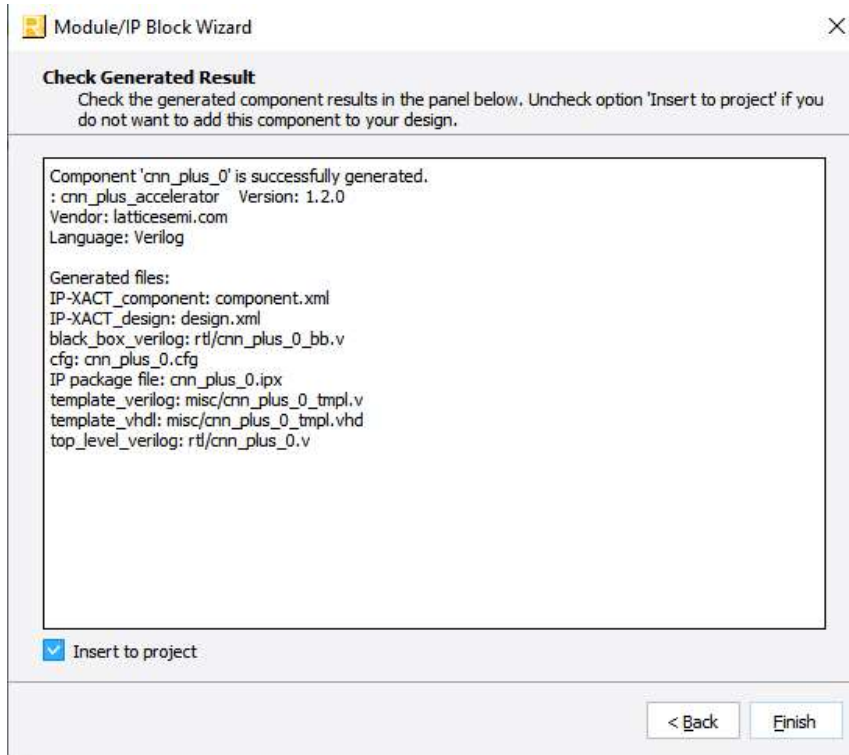 Module/IP Block Wizard
Check Generated Result
Check the generated component results in the panel below. Uncheck option 'Insert to project' if you
do not want to add this component to your design.
Component 'cnn_plus_0' is successfully generated.
: cnn_plus_accelerator    Version: 1.2.0
Vendor: latticesemi.com
Language: Verilog
Generated files:
IP-XACT_component: component.xml
IP-XACT_design: design.xml
black_box_verilog: rtl/cnn_plus_0_bb.v
cfg: cnn_plus_0.cfg
IP package file: cnn_plus_0.ipx
template_verilog: misc/cnn_plus_0_tmpl.v
template_vhdl: misc/cnn_plus_0_tmpl.vhd
top_level_verilog: rtl/cnn_plus_0.v
Insert to project
< Back
Finish